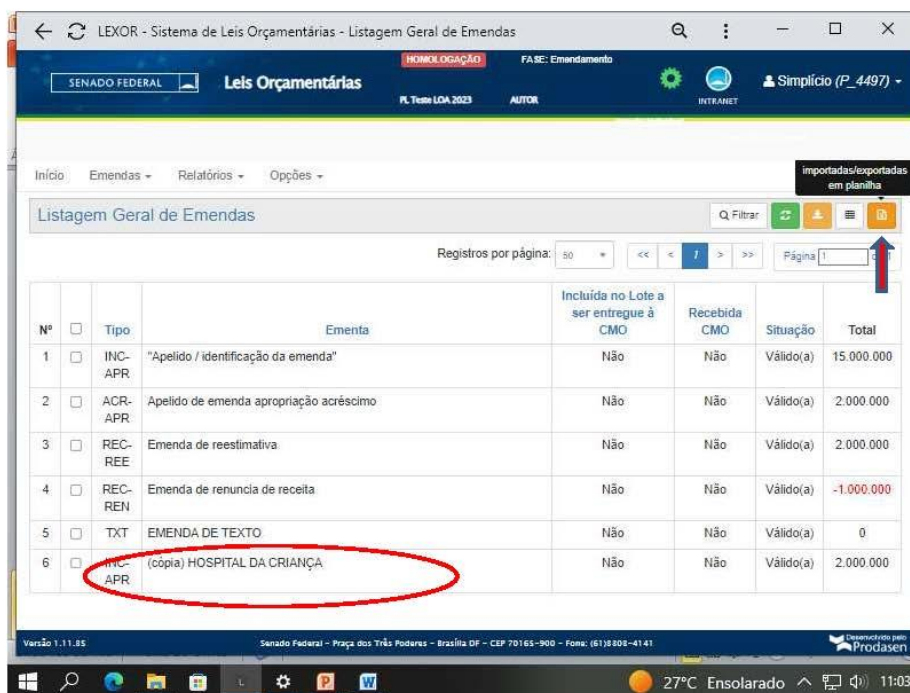 LEXOR - Sistema de Leis Orçamentárias - Listagem Geral de Emendas
SENADO FEDERAL
Leis Orçamentárias
HOMOLOGAÇÃO
FASE: Emendamento
PL Teste LOA 2023
AUTOR
INTRANET
Simplício (P_4497)
Início Emendas Relatórios Opções
importadas/exportadas
em planilha
Listagem Geral de Emendas
Filtrar
Registros por página: 50 << < 1 > >> Página 1
Nº Tipo Ementa Incluída no Lote a ser entregue à CMO Recebida CMO Situação Total
1 INC-APR "Apelido / identificação da emenda" Não Não Válido(a) 15.000.000
2 ACR-APR Apelido de emenda apropriação acréscimo Não Não Válido(a) 2.000.000
3 REC-REE Emenda de reestimativa Não Não Válido(a) 2.000.000
4 REC-REN Emenda de renuncia de receita Não Não Válido(a) -1.000.000
5 TXT EMENDA DE TEXTO Não Não Válido(a) 0
6 INC-APR (cópia) HOSPITAL DA CRIANÇA Não Não Válido(a) 2.000.000
Versão 1.11.85
Senado Federal - Praça dos Três Poderes - Brasília DF - CEP 70165-900 - Fone: (61)3303-4141
Desenvolvido pelo
Prodasen
27°C Ensolarado 11:03